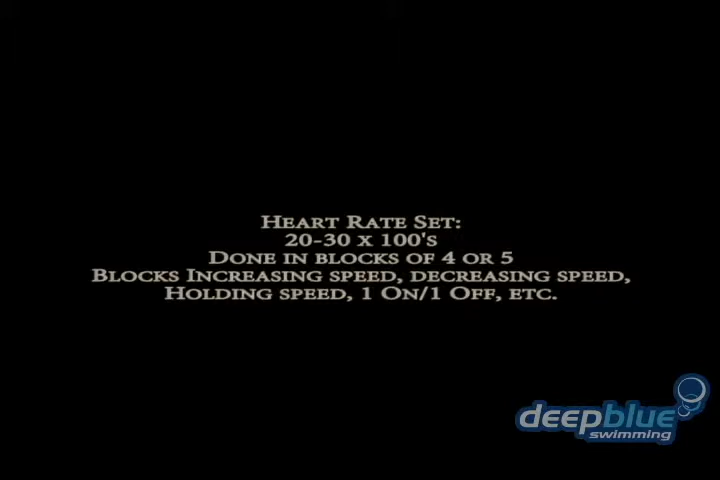 Heart Rate Set:
20-30 x 100's
Done in blocks of 4 or 5
Blocks Increasing speed, decreasing speed,
Holding speed, 1 On/1 Off, etc.
deepblue
swimming